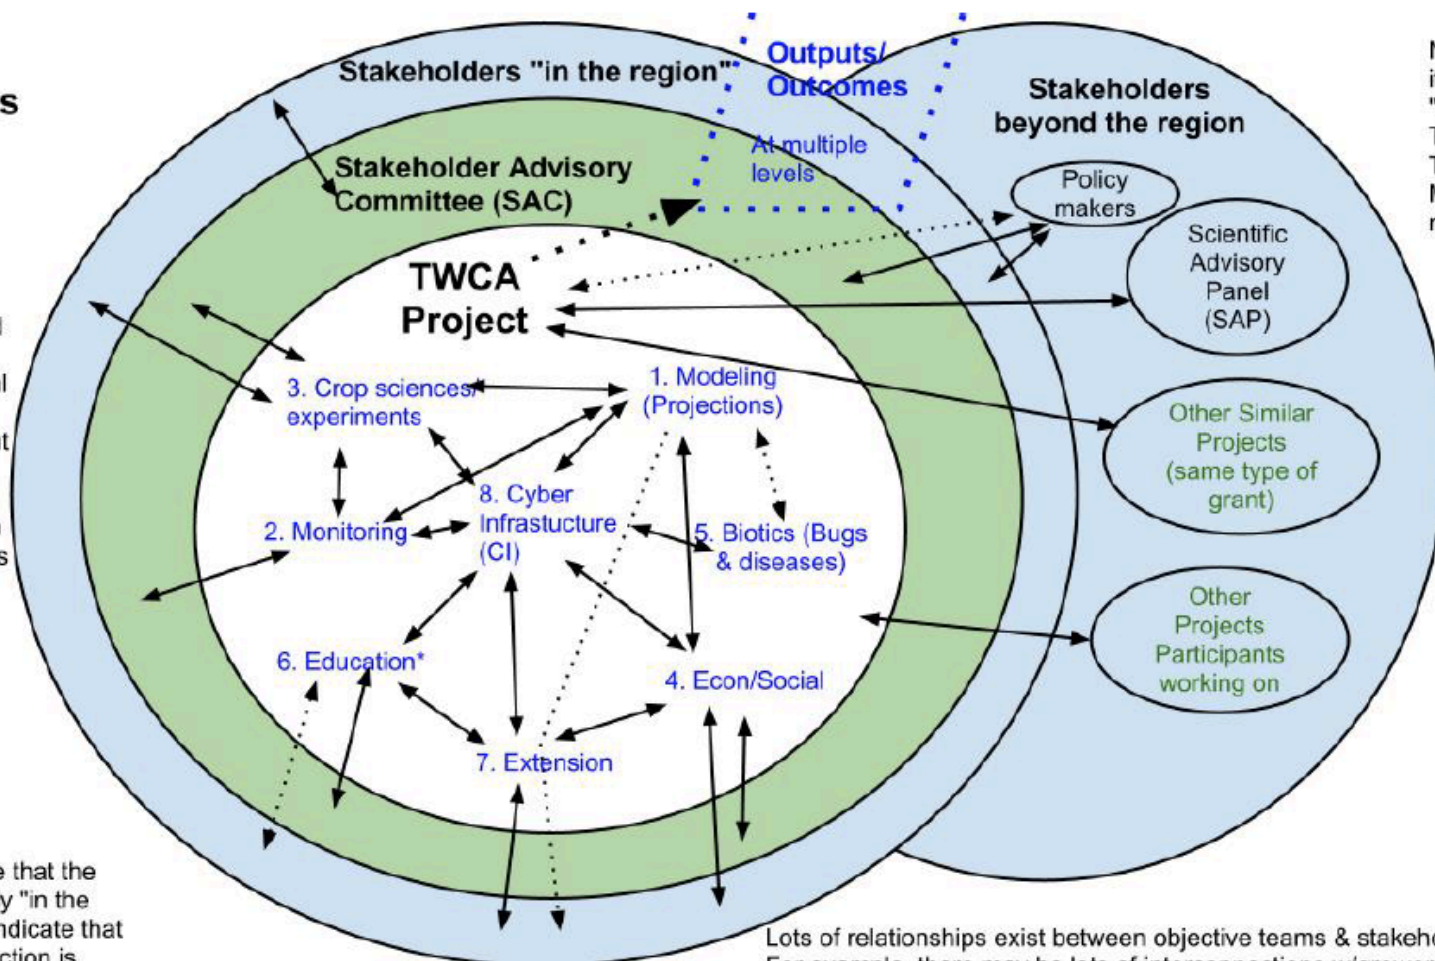 s
Stakeholders "in the region"
Outputs/
Outcomes
At multiple
levels
Stakeholders
beyond the region
Stakeholder Advisory
Committee (SAC)
Policy
makers
Scientific
Advisory
Panel
(SAP)
TWCA
Project
3. Crop sciences/
experiments
1. Modeling
(Projections)
Other Similar
Projects
(same type of
grant)
8. Cyber
Infrastucture
(CI)
2. Monitoring
5. Biotics (Bugs
& diseases)
Other
Projects
Participants
working on
6. Education*
4. Econ/Social
7. Extension
e that the
y "in the
ndicate that
ction is
Lots of relationships exist between objective teams & stakeh